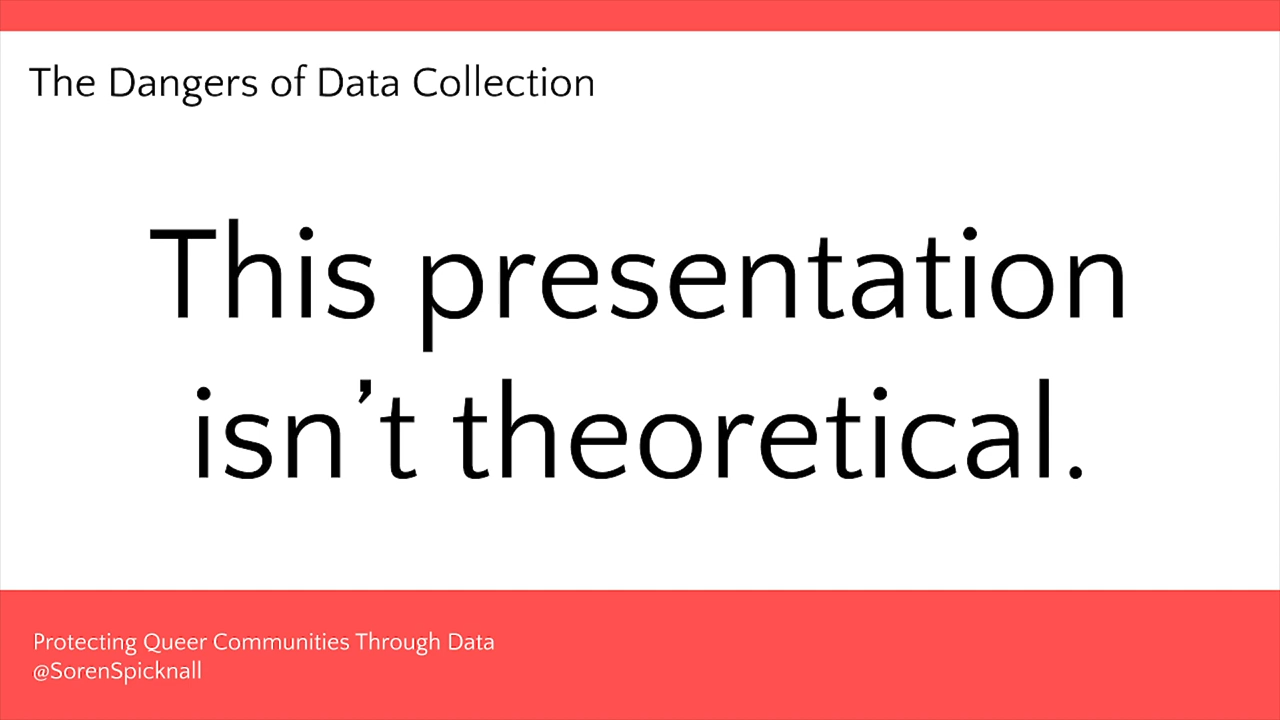 The Dangers of Data Collection
This presentation
isn’t theoretical.
Protecting Queer Communities Through Data
@SorenSpicknall